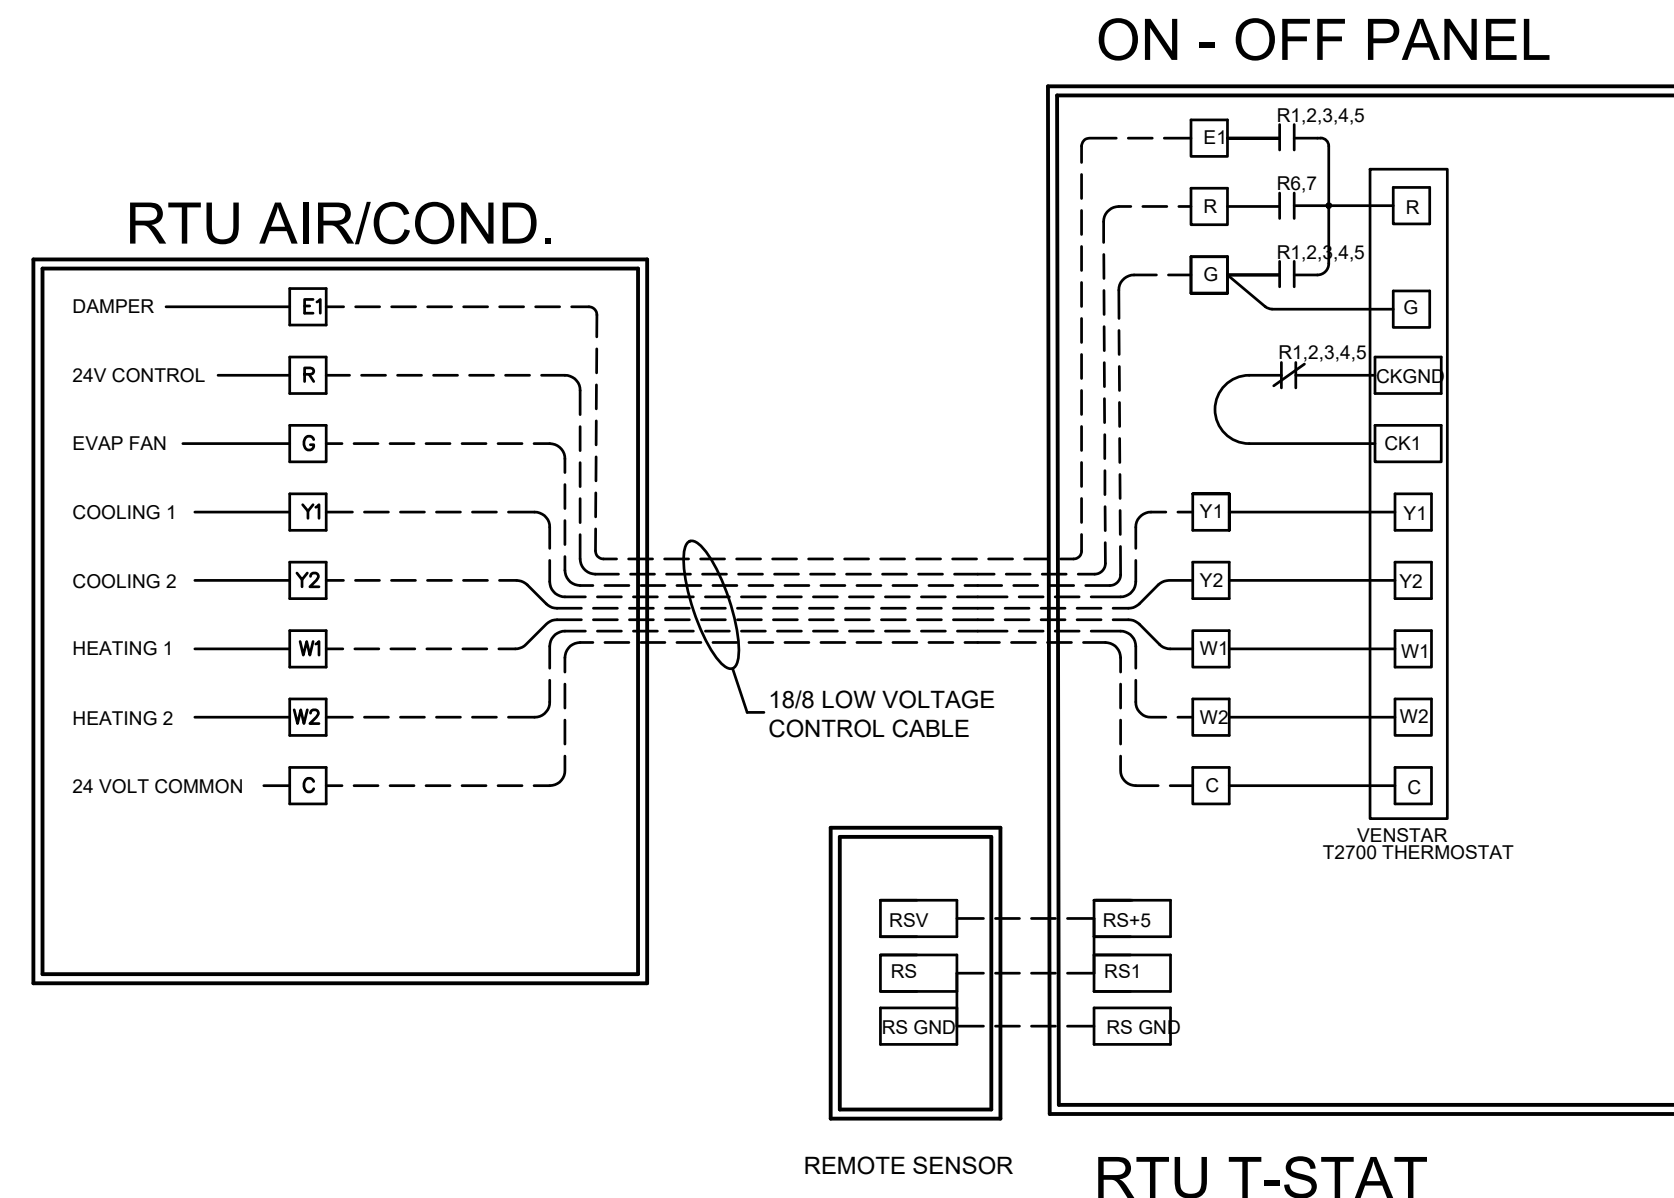 ON - OFF PANEL
RTU AIR/COND.
DAMPER E1
24V CONTROL R
EVAP FAN G
COOLING 1 Y1
COOLING 2 Y2
HEATING 1 W1
HEATING 2 W2
24 VOLT COMMON C
18/8 LOW VOLTAGE
CONTROL CABLE
R1,2,3,4,5
E1
R6,7
R R
R1,2,3,4,5
G
G
R1,2,3,4,5
CKGND
CK1
Y1 Y1
Y2 Y2
W1 W1
W2 W2
C C
VENSTAR
T2700 THERMOSTAT
RSV RS+5
RS RS1
RS GND RS GND
REMOTE SENSOR
RTU T-STAT